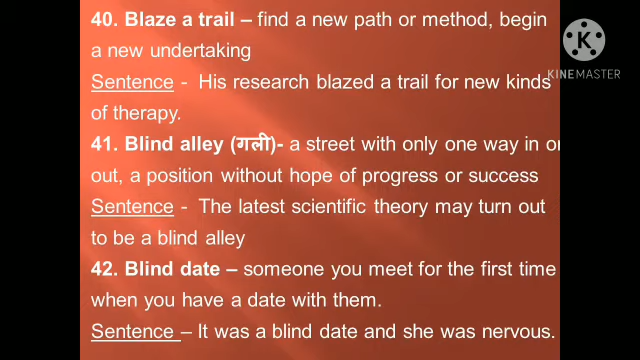 40. Blaze a trail – find a new path or method, begin
a new undertaking
Sentence - His research blazed a trail for new kinds
of therapy.
41. Blind alley (गली)- a street with only one way in or
out, a position without hope of progress or success
Sentence - The latest scientific theory may turn out
to be a blind alley
42. Blind date – someone you meet for the first time
when you have a date with them.
Sentence – It was a blind date and she was nervous.
K
KINEMASTER